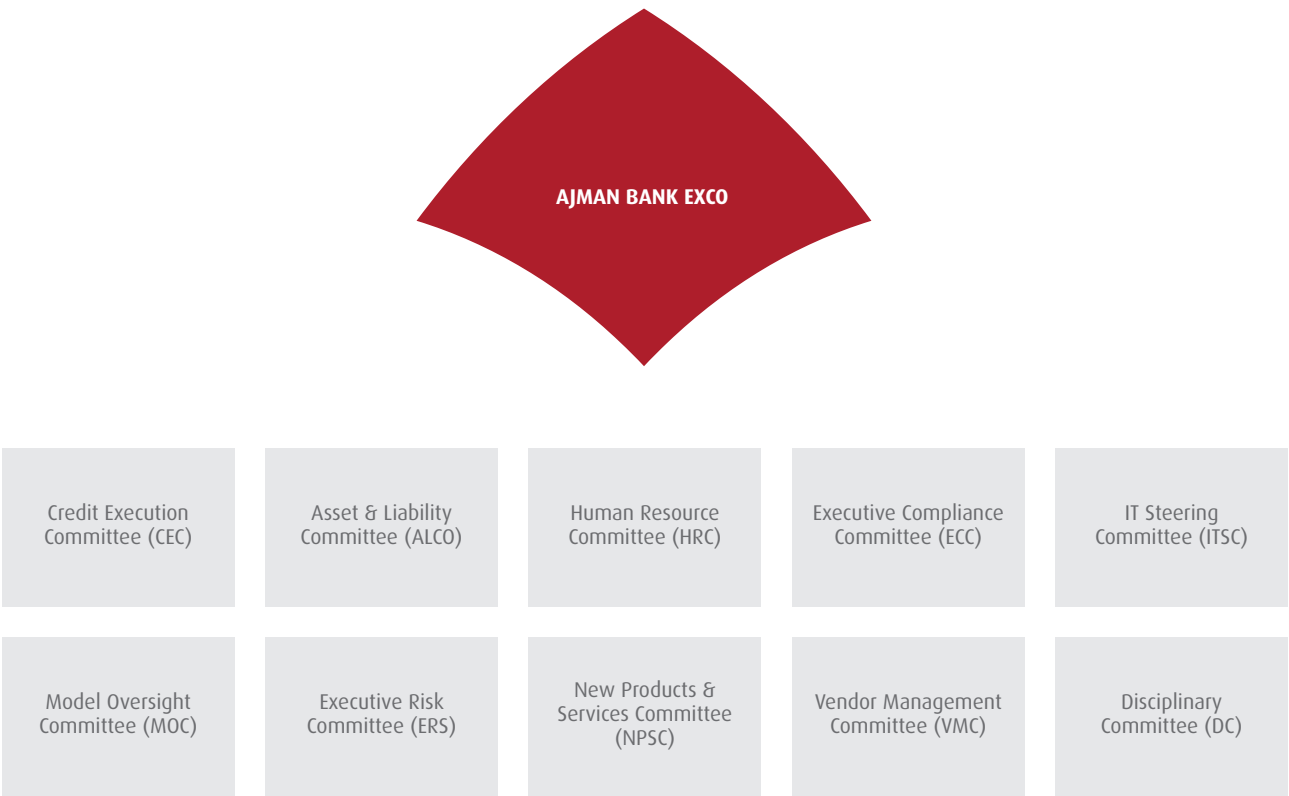 AJMAN BANK EXCO
Credit Execution
Committee (CEC)
Asset & Liability
Committee (ALCO)
Human Resource
Committee (HRC)
Executive Compliance
Committee (ECC)
IT Steering
Committee (ITSC)
Model Oversight
Committee (MOC)
Executive Risk
Committee (ERS)
New Products &
Services Committee
(NPSC)
Vendor Management
Committee (VMC)
Disciplinary
Committee (DC)